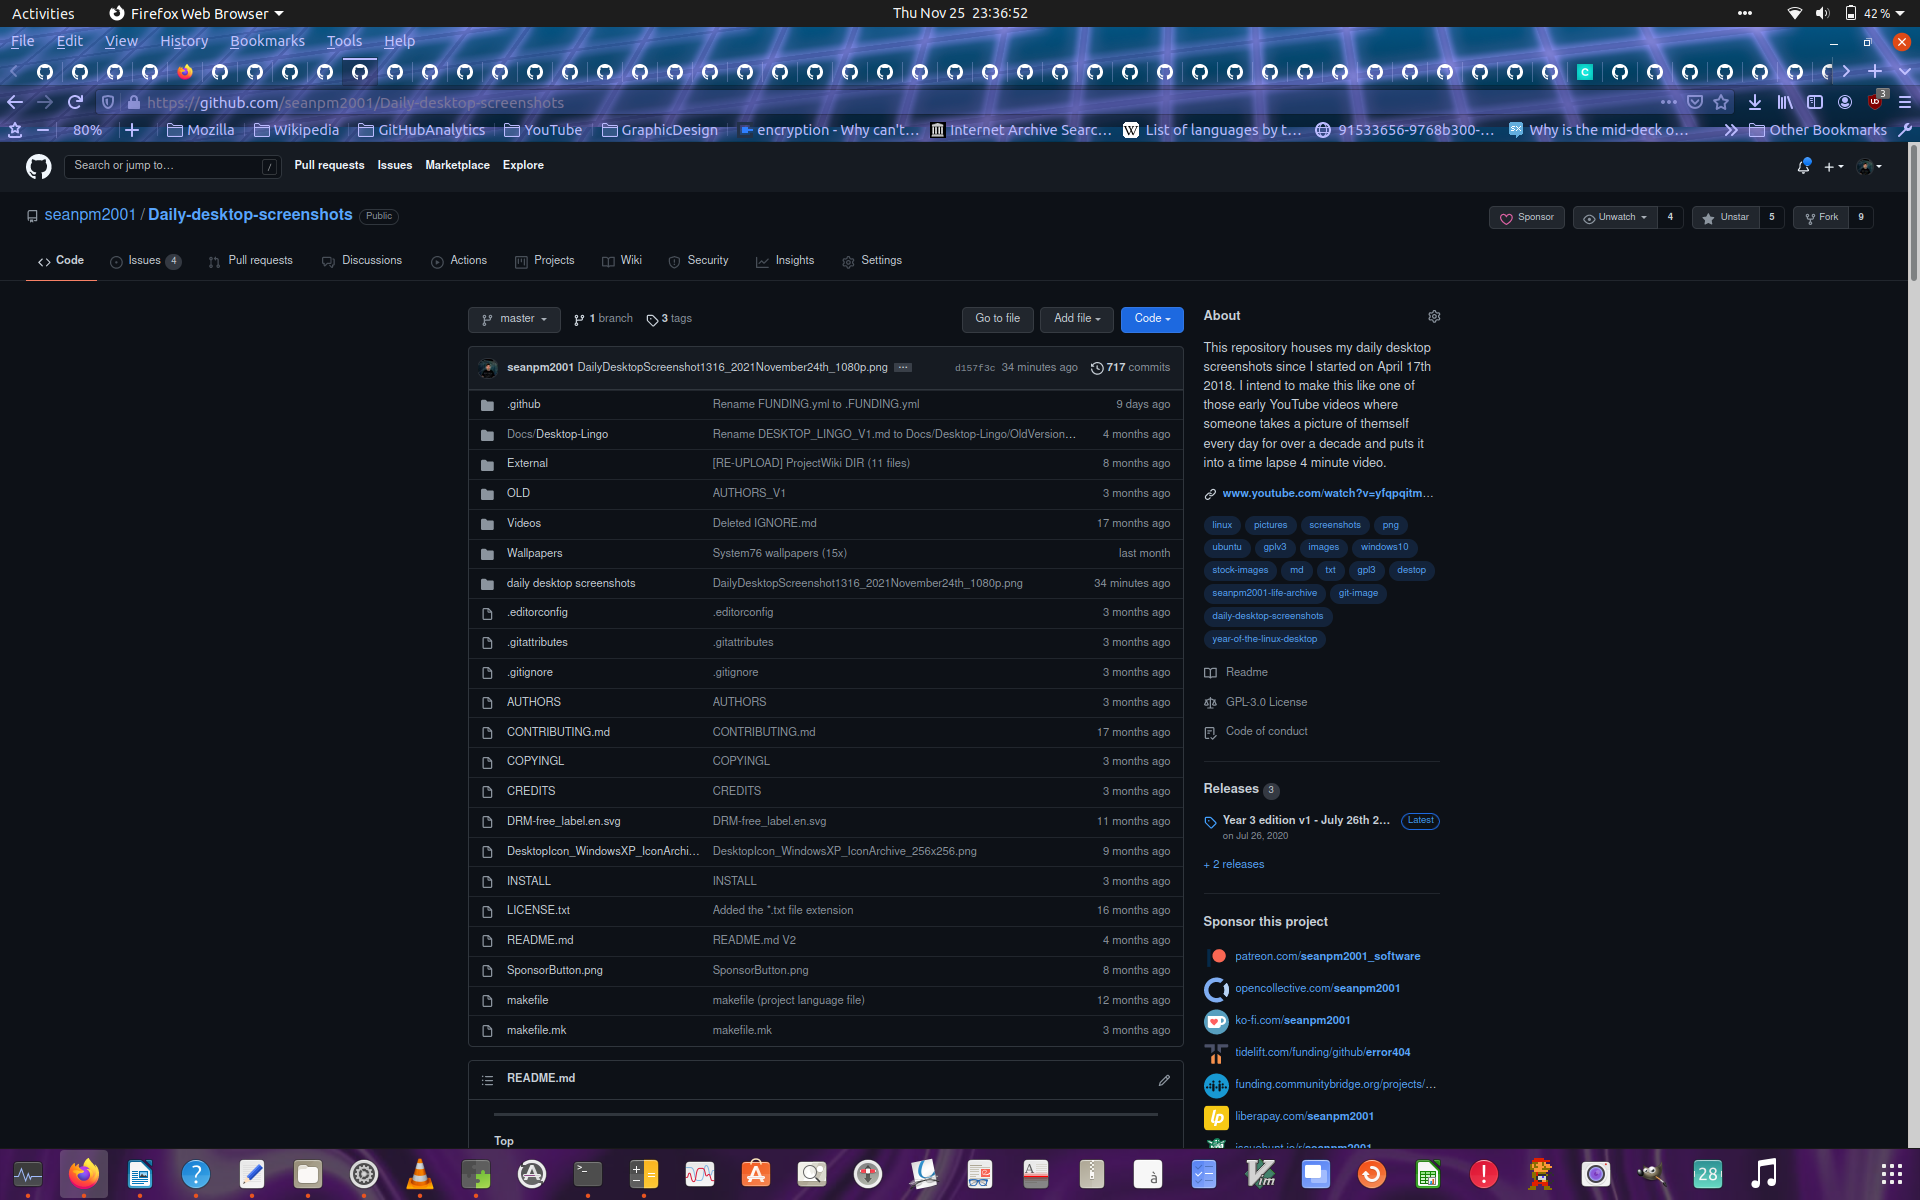 Activities Firefox Web Browser Thu Nov 25 23:36:52 42 %
File Edit View History Bookmarks Tools Help
https://github.com/seanpm2001/Daily-desktop-screenshots 3
80% Mozilla Wikipedia GitHubAnalytics YouTube GraphicDesign encryption - Why can't… Internet Archive Searc… List of languages by t… 91533656-9768b300-… Why is the mid-deck o… Other Bookmarks
Search or jump to… / Pull requests Issues Marketplace Explore
seanpm2001 / Daily-desktop-screenshots Public Sponsor Unwatch 4 Unstar 5 Fork 9
Code Issues 4 Pull requests Discussions Actions Projects Wiki Security Insights Settings
master 1 branch 3 tags Go to file Add file Code
seanpm2001 DailyDesktopScreenshot1316_2021November24th_1080p.png ... d157f3c 34 minutes ago 717 commits
.github Rename FUNDING.yml to .FUNDING.yml 9 days ago
Docs/Desktop-Lingo Rename DESKTOP_LINGO_V1.md to Docs/Desktop-Lingo/OldVersion… 4 months ago
External [RE-UPLOAD] ProjectWiki DIR (11 files) 8 months ago
OLD AUTHORS_V1 3 months ago
Videos Deleted IGNORE.md 17 months ago
Wallpapers System76 wallpapers (15x) last month
daily desktop screenshots DailyDesktopScreenshot1316_2021November24th_1080p.png 34 minutes ago
.editorconfig .editorconfig 3 months ago
.gitattributes .gitattributes 3 months ago
.gitignore .gitignore 3 months ago
AUTHORS AUTHORS 3 months ago
CONTRIBUTING.md CONTRIBUTING.md 17 months ago
COPYINGL COPYINGL 3 months ago
CREDITS CREDITS 3 months ago
DRM-free_label.en.svg DRM-free_label.en.svg 11 months ago
DesktopIcon_WindowsXP_IconArchi… DesktopIcon_WindowsXP_IconArchive_256x256.png 9 months ago
INSTALL INSTALL 3 months ago
LICENSE.txt Added the *.txt file extension 16 months ago
README.md README.md V2 4 months ago
SponsorButton.png SponsorButton.png 8 months ago
makefile makefile (project language file) 12 months ago
makefile.mk makefile.mk 3 months ago
README.md
Top
About
This repository houses my daily desktop
screenshots since I started on April 17th
2018. I intend to make this like one of
those early YouTube videos where
someone takes a picture of themself
every day for over a decade and puts it
into a time lapse 4 minute video.
www.youtube.com/watch?v=yfqpqitm…
linux pictures screenshots png
ubuntu gplv3 images windows10
stock-images md txt gpl3 destop
seanpm2001-life-archive git-image
daily-desktop-screenshots
year-of-the-linux-desktop
Readme
GPL-3.0 License
Code of conduct
Releases 3
Year 3 edition v1 - July 26th 2… Latest
on Jul 26, 2020
+ 2 releases
Sponsor this project
patreon.com/seanpm2001_software
opencollective.com/seanpm2001
ko-fi.com/seanpm2001
tidelift.com/funding/github/error404
funding.communitybridge.org/projects/…
liberapay.com/seanpm2001
issuehunt.io/r/seanpm2001
28